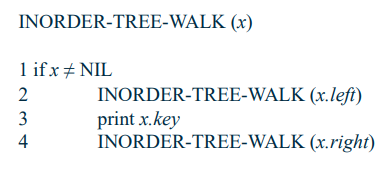 INORDER-TREE-WALK (x)
1 if x ≠ NIL
2 INORDER-TREE-WALK (x.left)
3 print x.key
4 INORDER-TREE-WALK (x.right)